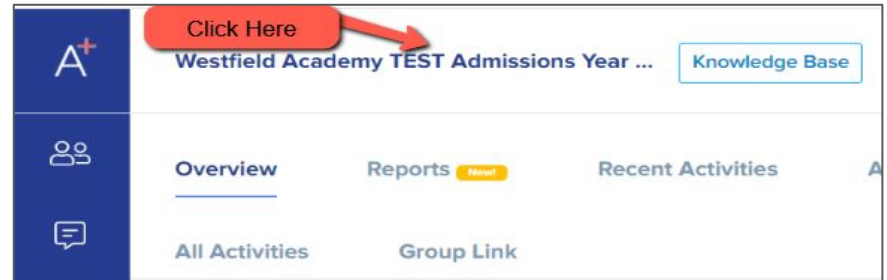 Click Here
A+
Westfield Academy TEST Admissions Year ... Knowledge Base
Overview Reports New! Recent Activities A
All Activities Group Link